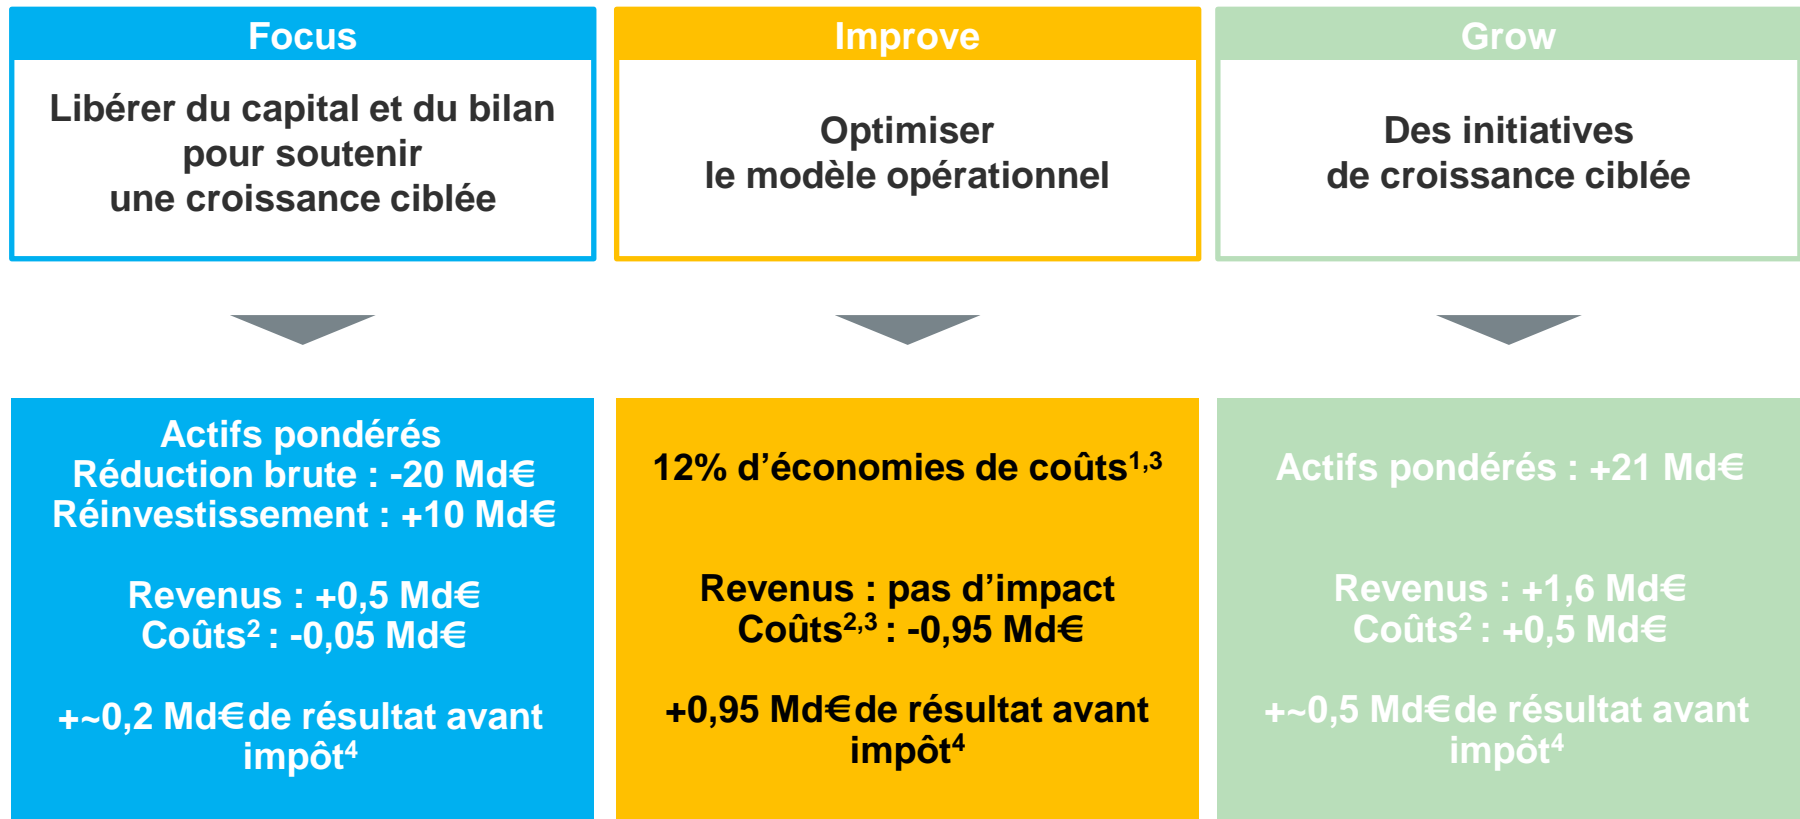 Focus
Libérer du capital et du bilan
pour soutenir
une croissance ciblée
Improve
Optimiser
le modèle opérationnel
Grow
Des initiatives
de croissance ciblée
Actifs pondérés
Réduction brute : -20 Md€
Réinvestissement : +10 Md€
Revenus : +0,5 Md€
Coûts² : -0,05 Md€
+~0,2 Md€ de résultat avant
impôt⁴
12% d’économies de coûts¹,³
Revenus : pas d’impact
Coûts²,³ : -0,95 Md€
+0,95 Md€ de résultat avant
impôt⁴
Actifs pondérés : +21 Md€
Revenus : +1,6 Md€
Coûts² : +0,5 Md€
+~0,5 Md€ de résultat avant
impôt⁴